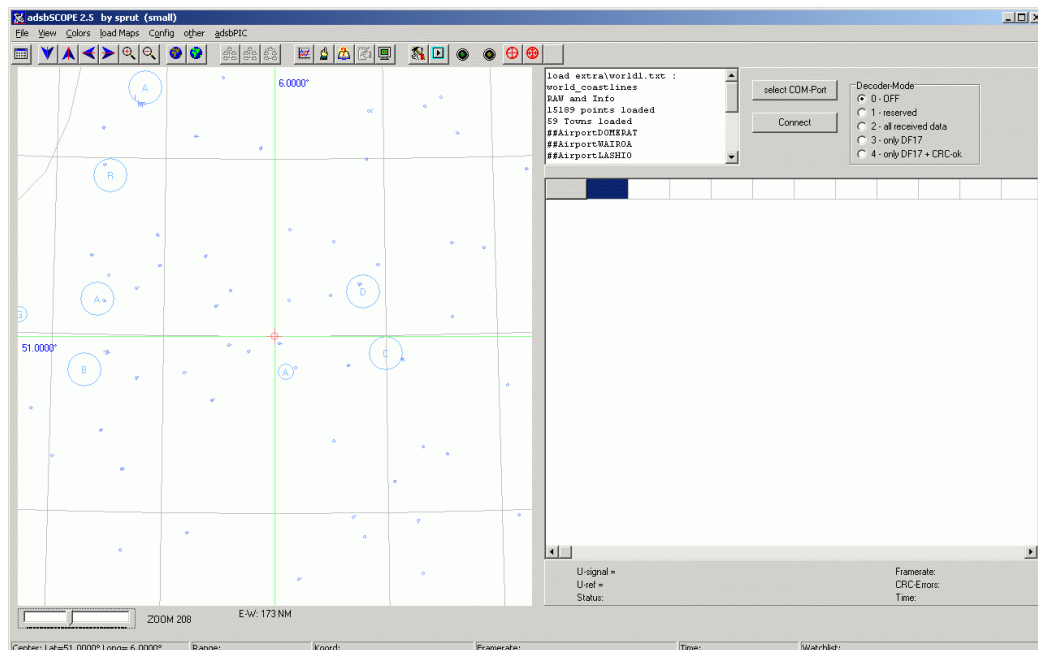 adsbSCOPE 2.5 by sprut (small)
File View Colors load Maps Config other adsbPIC
6.0000°
A
R
A
D
G
51.0000°
B
A
C
load extra\world1.txt :
world_coastlines
RAW and Info
15189 points loaded
59 Towns loaded
##AirportDOMERAT
##AirportWAIROA
##AirportLASHIO
select COM-Port
Connect
Decoder-Mode
0 - OFF
1 - reserved
2 - all received data
3 - only DF17
4 - only DF17 + CRC-ok
U-signal =
U-ref =
Status:
Framerate:
CRC-Errors:
Time:
ZOOM 208
E-W: 173 NM
Center: Lat=51.0000° Long= 6.0000° Range: Koord: Framerate: Time: Watchlist: